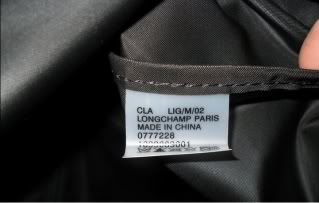 CLA LIG/M/02
LONGCHAMP PARIS
MADE IN CHINA
0777228